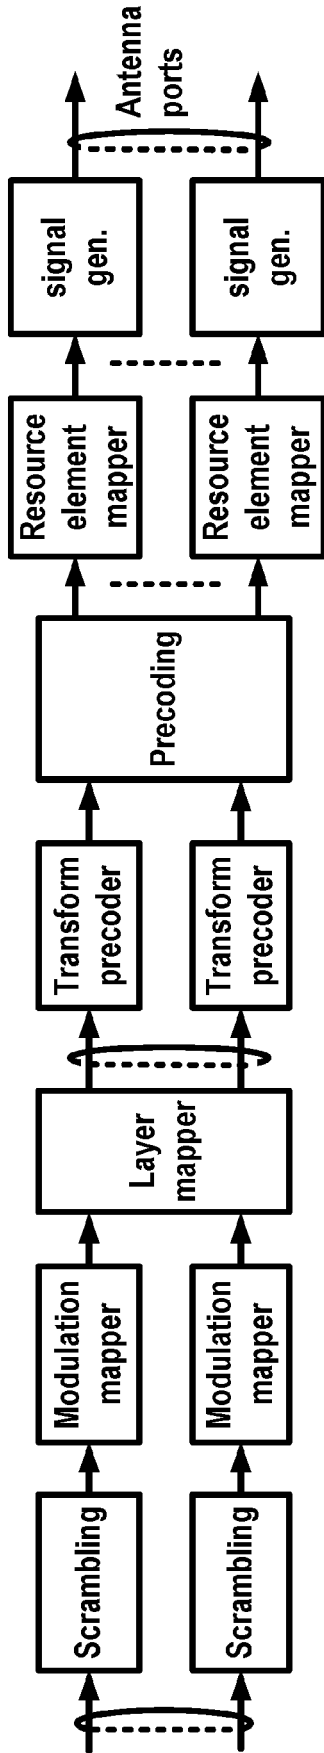 Scrambling
Scrambling
Modulation
mapper
Modulation
mapper
Layer
mapper
Transform
precoder
Transform
precoder
Precoding
Resource
element
mapper
Resource
element
mapper
signal
gen.
signal
gen.
Antenna
ports